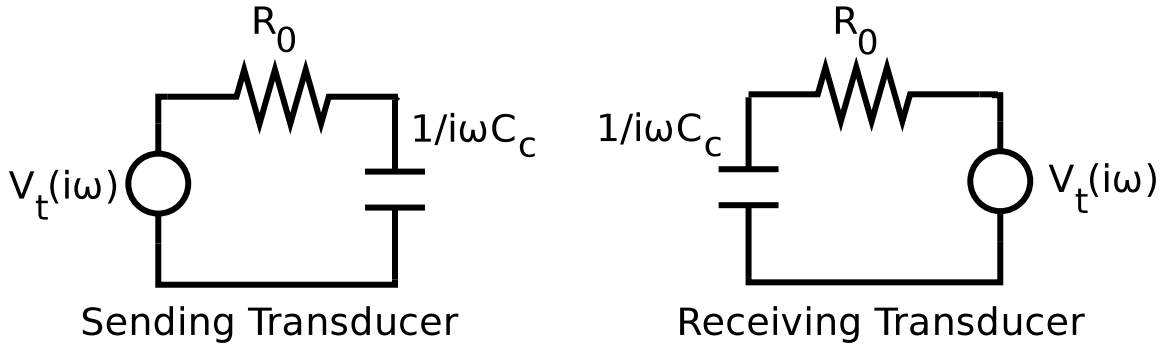 R0 R0
1/iωCc 1/iωCc
Vt(iω) Vt(iω)
Sending Transducer Receiving Transducer